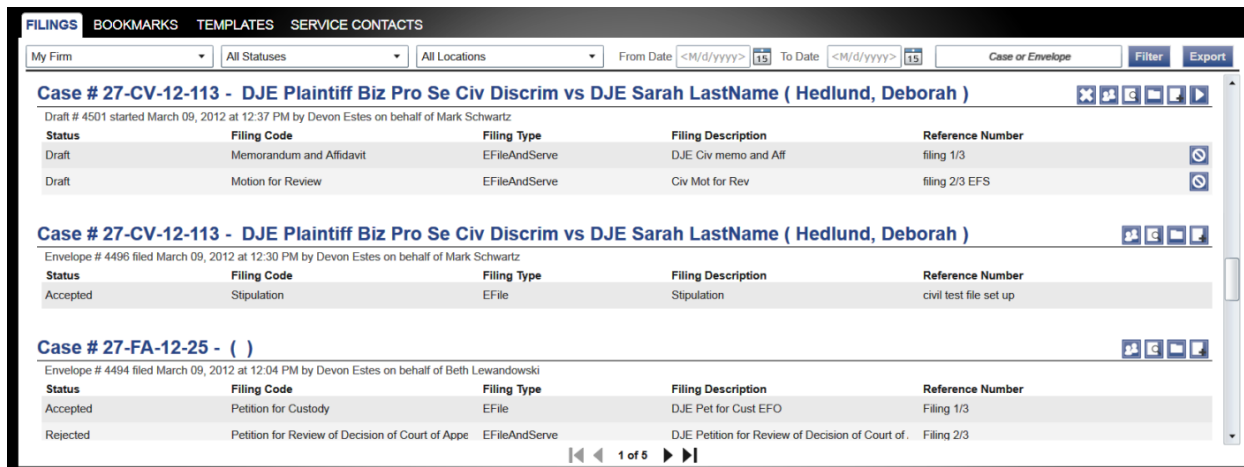 FILINGS BOOKMARKS TEMPLATES SERVICE CONTACTS
My Firm All Statuses All Locations From Date <M/d/yyyy> 15 To Date <M/d/yyyy> 15 Case or Envelope Filter Export
Case # 27-CV-12-113 - DJE Plaintiff Biz Pro Se Civ Discrim vs DJE Sarah LastName ( Hedlund, Deborah )
Draft # 4501 started March 09, 2012 at 12:37 PM by Devon Estes on behalf of Mark Schwartz
Status Filing Code Filing Type Filing Description Reference Number
Draft Memorandum and Affidavit EFileAndServe DJE Civ memo and Aff filing 1/3
Draft Motion for Review EFileAndServe Civ Mot for Rev filing 2/3 EFS
Case # 27-CV-12-113 - DJE Plaintiff Biz Pro Se Civ Discrim vs DJE Sarah LastName ( Hedlund, Deborah )
Envelope # 4496 filed March 09, 2012 at 12:30 PM by Devon Estes on behalf of Mark Schwartz
Status Filing Code Filing Type Filing Description Reference Number
Accepted Stipulation EFile Stipulation civil test file set up
Case # 27-FA-12-25 - ( )
Envelope # 4494 filed March 09, 2012 at 12:04 PM by Devon Estes on behalf of Beth Lewandowski
Status Filing Code Filing Type Filing Description Reference Number
Accepted Petition for Custody EFile DJE Pet for Cust EFO Filing 1/3
Rejected Petition for Review of Decision of Court of Appe EFileAndServe DJE Petition for Review of Decision of Court of . Filing 2/3
1 of 5